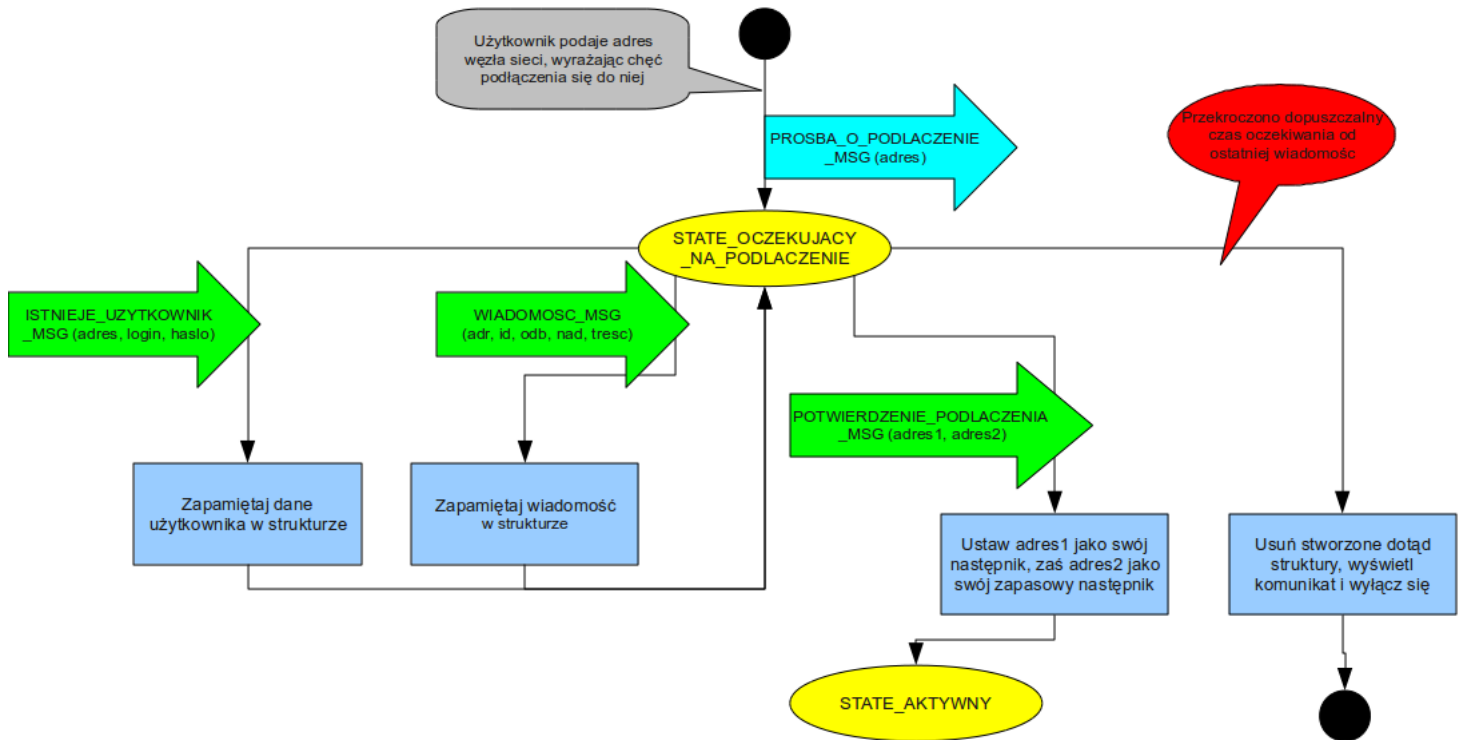 Użytkownik podaje adres
węzła sieci, wyrażając chęć
podłączenia się do niej
PROSBA_O_PODLACZENIE
_MSG (adres)
Przekroczono dopuszczalny
czas oczekiwania od
ostatniej wiadomośc
STATE_OCZEKUJACY
_NA_PODLACZENIE
ISTNIEJE_UZYTKOWNIK
_MSG (adres, login, haslo)
WIADOMOSC_MSG
(adr, id, odb, nad, tresc)
POTWIERDZENIE_PODLACZENIA
_MSG (adres1, adres2)
Zapamiętaj dane
użytkownika w strukturze
Zapamiętaj wiadomość
w strukturze
Ustaw adres1 jako swój
następnik, zaś adres2 jako
swój zapasowy następnik
Usuń stworzone dotąd
struktury, wyświetl
komunikat i wyłącz się
STATE_AKTYWNY